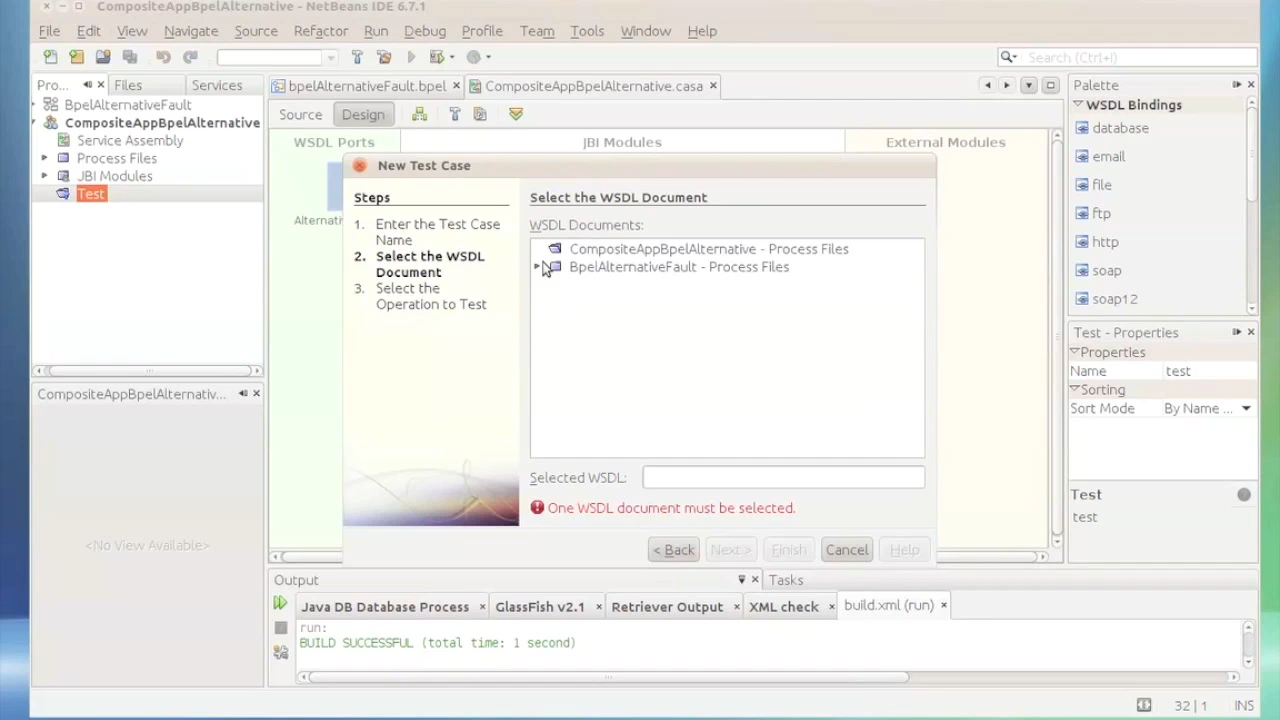 CompositeAppBpelAlternative - NetBeans IDE 6.7.1
File Edit View Navigate Source Refactor Run Debug Profile Team Tools Window Help
Search (Ctrl+I)
Pro... Files Services
BpelAlternativeFault
CompositeAppBpelAlternative
Service Assembly
Process Files
JBI Modules
Test
bpelAlternativeFault.bpel CompositeAppBpelAlternative.casa
Source Design
WSDL Ports JBI Modules External Modules
Alternati
New Test Case
Steps
1. Enter the Test Case
Name
2. Select the WSDL
Document
3. Select the
Operation to Test
Select the WSDL Document
WSDL Documents:
CompositeAppBpelAlternative - Process Files
BpelAlternativeFault - Process Files
Selected WSDL:
One WSDL document must be selected.
< Back Next > Finish Cancel Help
Palette
WSDL Bindings
database
email
file
ftp
http
soap
soap12
Test - Properties
Properties
Name test
Sorting
Sort Mode By Name ...
Test
test
CompositeAppBpelAlternativ...
<No View Available>
Output Tasks
Java DB Database Process GlassFish v2.1 Retriever Output XML check build.xml (run)
run:
BUILD SUCCESSFUL (total time: 1 second)
32 | 1 INS